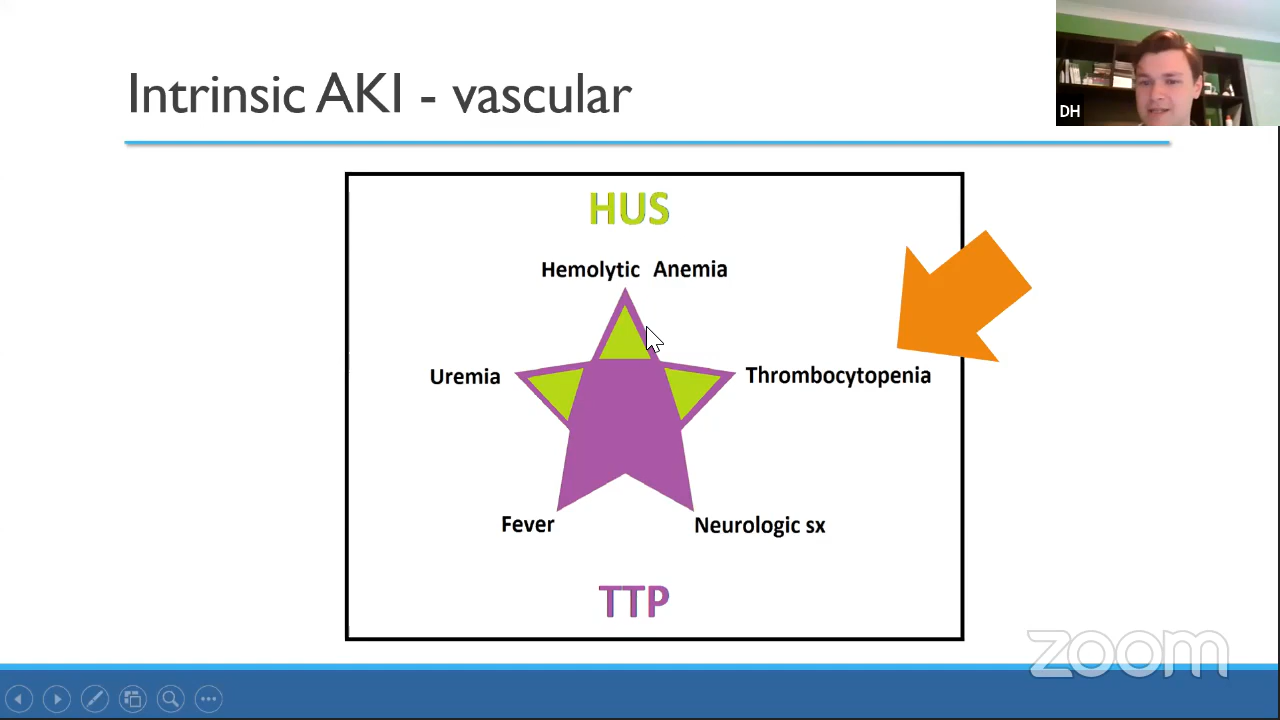 Intrinsic AKI - vascular
DH
HUS
Hemolytic Anemia
Uremia
Thrombocytopenia
Fever
Neurologic sx
TTP
zoom